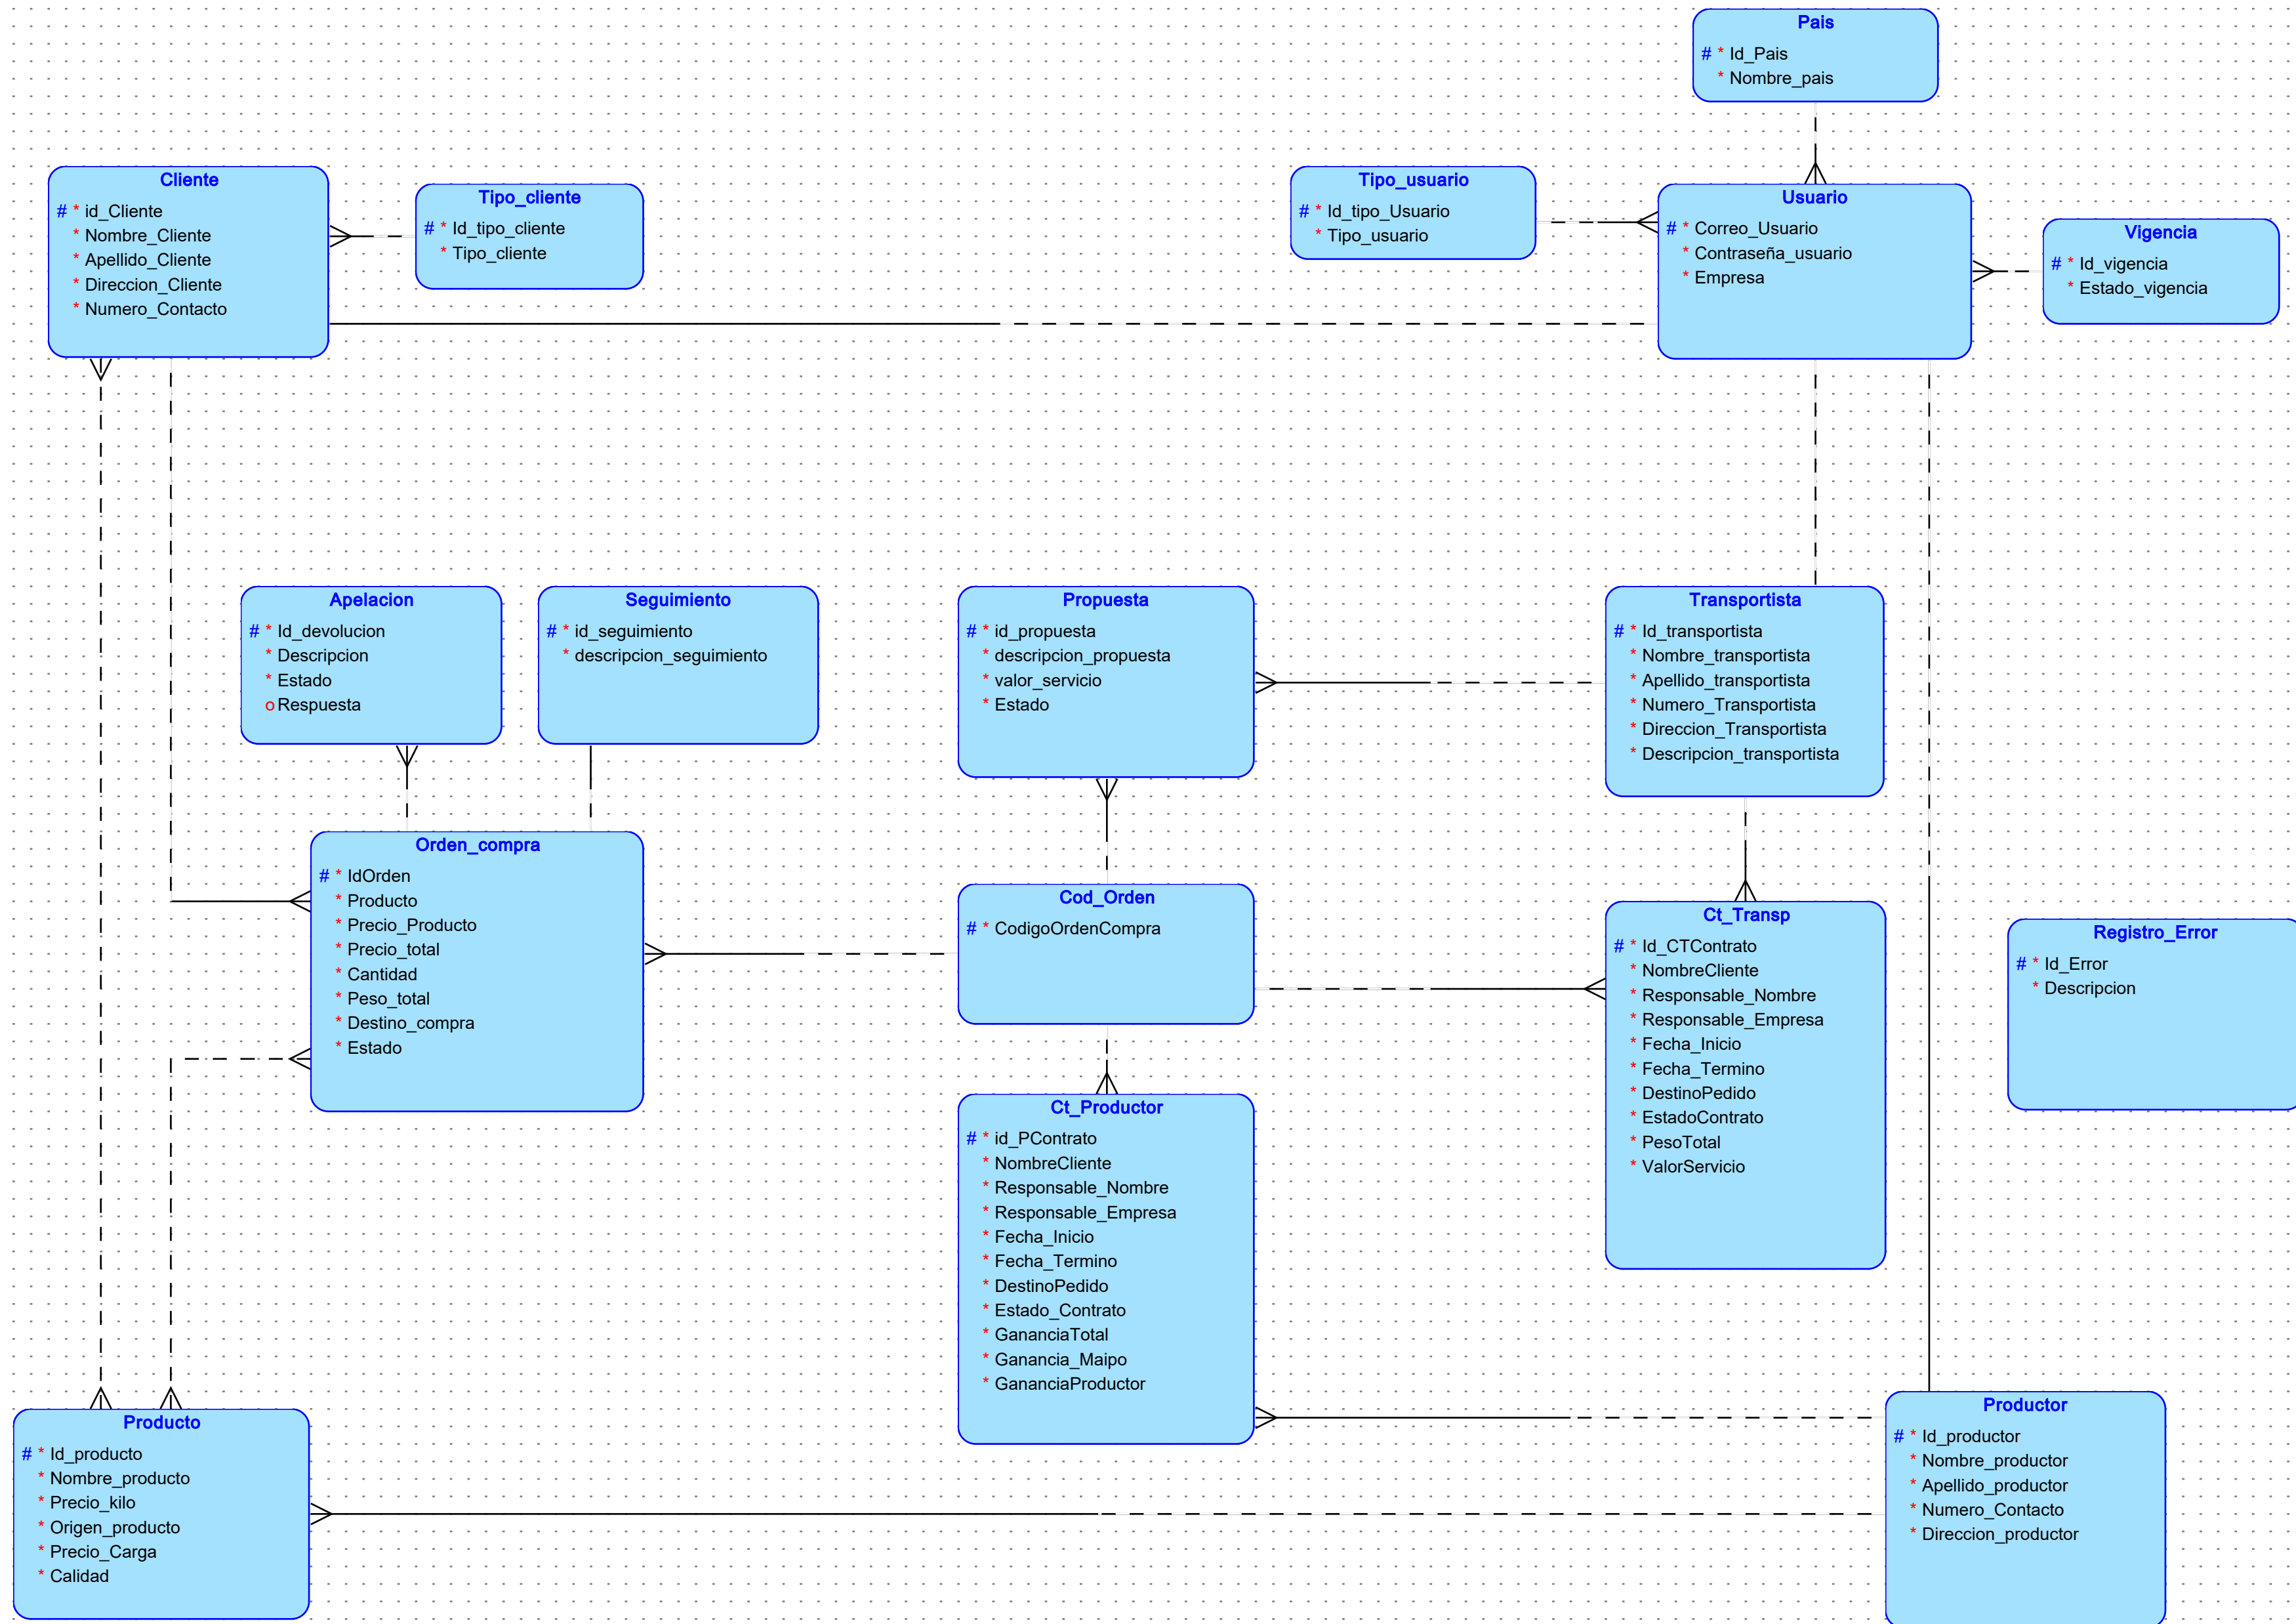 Pais
# * Id_Pais
* Nombre_pais
Cliente
# * id_Cliente
* Nombre_Cliente
* Apellido_Cliente
* Direccion_Cliente
* Numero_Contacto
Tipo_cliente
# * Id_tipo_cliente
* Tipo_cliente
Tipo_usuario
# * Id_tipo_Usuario
* Tipo_usuario
Usuario
# * Correo_Usuario
* Contraseña_usuario
* Empresa
Vigencia
# * Id_vigencia
* Estado_vigencia
Apelacion
# * Id_devolucion
* Descripcion
* Estado
o Respuesta
Seguimiento
# * id_seguimiento
* descripcion_seguimiento
Propuesta
# * id_propuesta
* descripcion_propuesta
* valor_servicio
* Estado
Transportista
# * Id_transportista
* Nombre_transportista
* Apellido_transportista
* Numero_Transportista
* Direccion_Transportista
* Descripcion_transportista
Orden_compra
# * IdOrden
* Producto
* Precio_Producto
* Precio_total
* Cantidad
* Peso_total
* Destino_compra
* Estado
Cod_Orden
# * CodigoOrdenCompra
Ct_Transp
# * Id_CTContrato
* NombreCliente
* Responsable_Nombre
* Responsable_Empresa
* Fecha_Inicio
* Fecha_Termino
* DestinoPedido
* EstadoContrato
* PesoTotal
* ValorServicio
Registro_Error
# * Id_Error
* Descripcion
Ct_Productor
# * id_PContrato
* NombreCliente
* Responsable_Nombre
* Responsable_Empresa
* Fecha_Inicio
* Fecha_Termino
* DestinoPedido
* Estado_Contrato
* GananciaTotal
* Ganancia_Maipo
* GananciaProductor
Producto
# * Id_producto
* Nombre_producto
* Precio_kilo
* Origen_producto
* Precio_Carga
* Calidad
Productor
# * Id_productor
* Nombre_productor
* Apellido_productor
* Numero_Contacto
* Direccion_productor